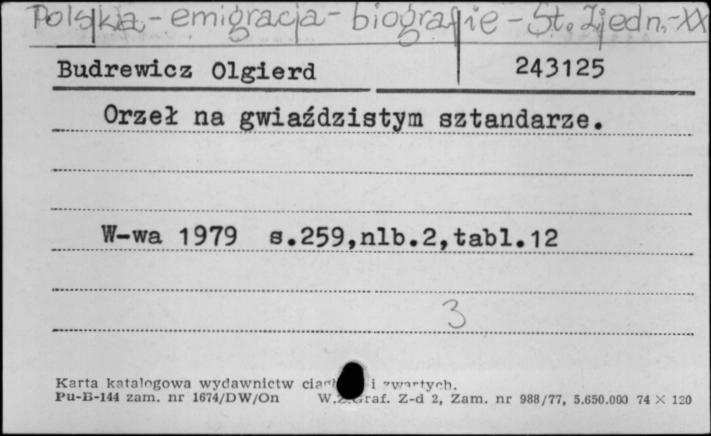 Polska - emigracja - biografie - St. Zjedn. - XX
Budrewicz Olgierd 243125
Orzeł na gwiaździstym sztandarze.
W-wa 1979 s.259,nlb.2,tabl.12
3
Karta katalogowa wydawnictw i zwartych.
Pu-B-144 zam. nr 1674/DW/On W.Z.Graf. Z-d 2, Zam. nr 988/77, 5.650.000 74 × 120